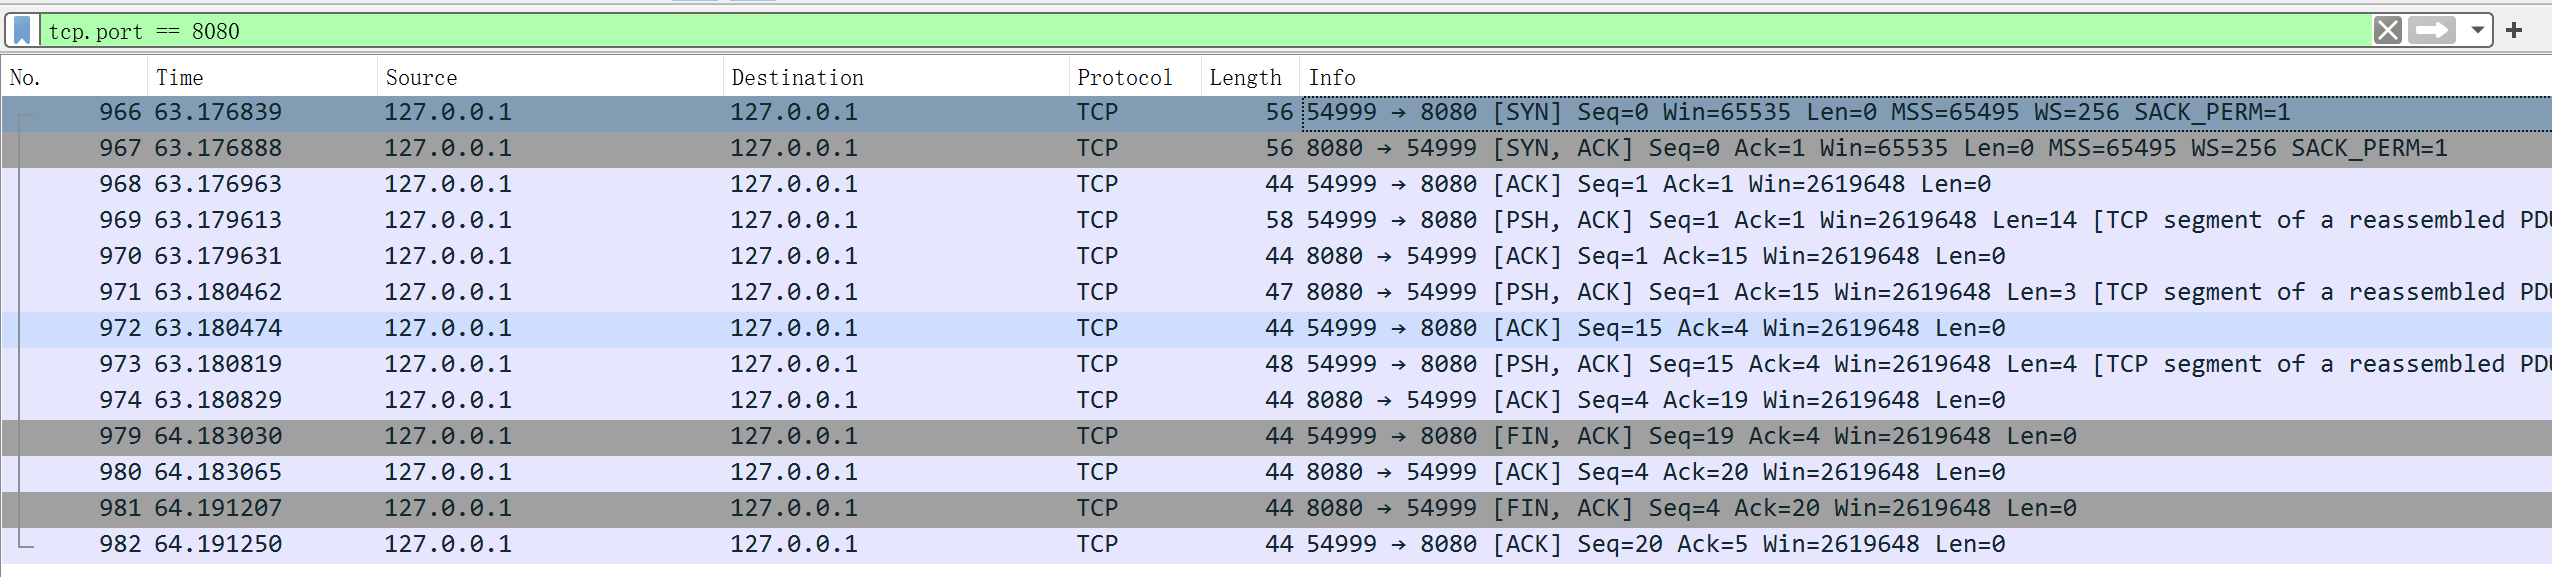 tcp.port == 8080
No. Time Source Destination Protocol Length Info
966 63.176839 127.0.0.1 127.0.0.1 TCP 56 54999 → 8080 [SYN] Seq=0 Win=65535 Len=0 MSS=65495 WS=256 SACK_PERM=1
967 63.176888 127.0.0.1 127.0.0.1 TCP 56 8080 → 54999 [SYN, ACK] Seq=0 Ack=1 Win=65535 Len=0 MSS=65495 WS=256 SACK_PERM=1
968 63.176963 127.0.0.1 127.0.0.1 TCP 44 54999 → 8080 [ACK] Seq=1 Ack=1 Win=2619648 Len=0
969 63.179613 127.0.0.1 127.0.0.1 TCP 58 54999 → 8080 [PSH, ACK] Seq=1 Ack=1 Win=2619648 Len=14 [TCP segment of a reassembled PDU
970 63.179631 127.0.0.1 127.0.0.1 TCP 44 8080 → 54999 [ACK] Seq=1 Ack=15 Win=2619648 Len=0
971 63.180462 127.0.0.1 127.0.0.1 TCP 47 8080 → 54999 [PSH, ACK] Seq=1 Ack=15 Win=2619648 Len=3 [TCP segment of a reassembled PDU
972 63.180474 127.0.0.1 127.0.0.1 TCP 44 54999 → 8080 [ACK] Seq=15 Ack=4 Win=2619648 Len=0
973 63.180819 127.0.0.1 127.0.0.1 TCP 48 54999 → 8080 [PSH, ACK] Seq=15 Ack=4 Win=2619648 Len=4 [TCP segment of a reassembled PDU
974 63.180829 127.0.0.1 127.0.0.1 TCP 44 8080 → 54999 [ACK] Seq=4 Ack=19 Win=2619648 Len=0
979 64.183030 127.0.0.1 127.0.0.1 TCP 44 54999 → 8080 [FIN, ACK] Seq=19 Ack=4 Win=2619648 Len=0
980 64.183065 127.0.0.1 127.0.0.1 TCP 44 8080 → 54999 [ACK] Seq=4 Ack=20 Win=2619648 Len=0
981 64.191207 127.0.0.1 127.0.0.1 TCP 44 8080 → 54999 [FIN, ACK] Seq=4 Ack=20 Win=2619648 Len=0
982 64.191250 127.0.0.1 127.0.0.1 TCP 44 54999 → 8080 [ACK] Seq=20 Ack=5 Win=2619648 Len=0